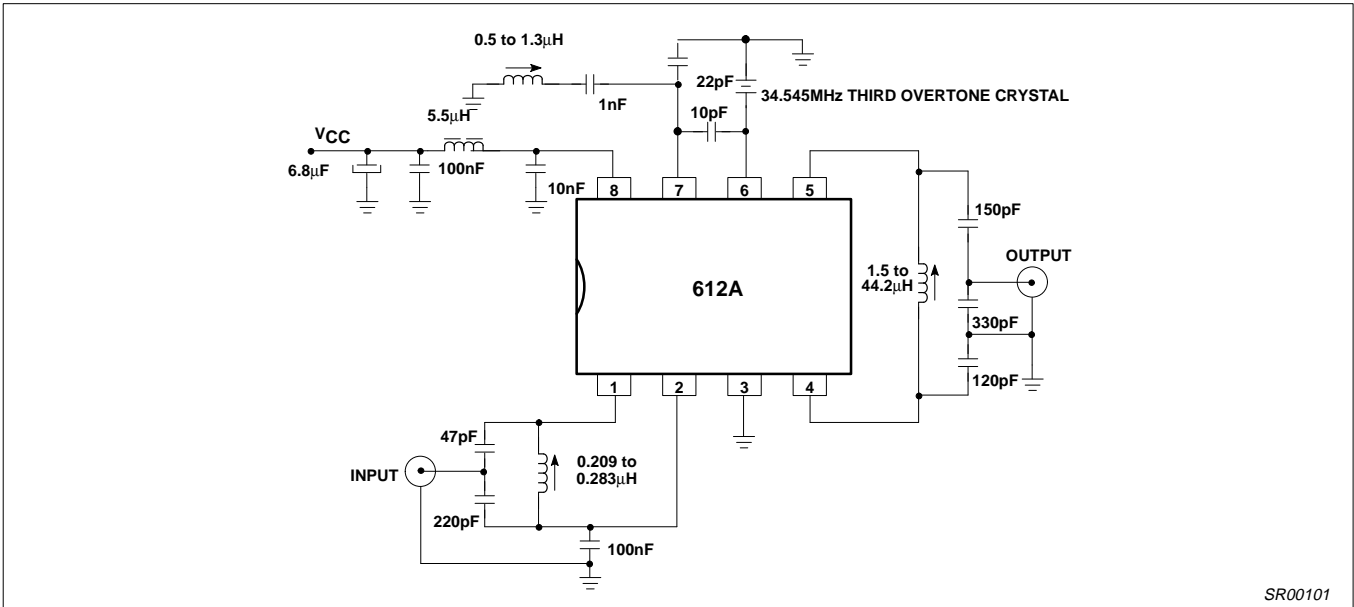 0.5 to 1.3μH
22pF
34.545MHz THIRD OVERTONE CRYSTAL
1nF
5.5μH
10pF
VCC
6.8μF
100nF
10nF
8
7
6
5
150pF
OUTPUT
1.5 to
44.2μH
612A
330pF
120pF
1
2
3
4
47pF
INPUT
0.209 to
0.283μH
220pF
100nF
SR00101